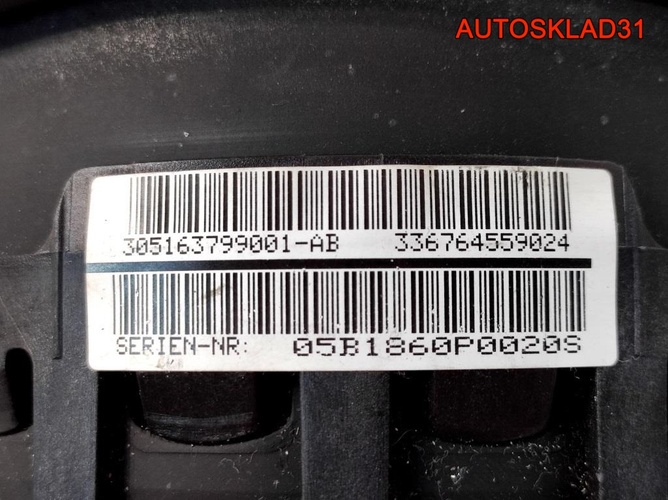 AUTOSKLAD31
305163799001-AB 336764559024
SERIEN-NR: 05B1860P0020S